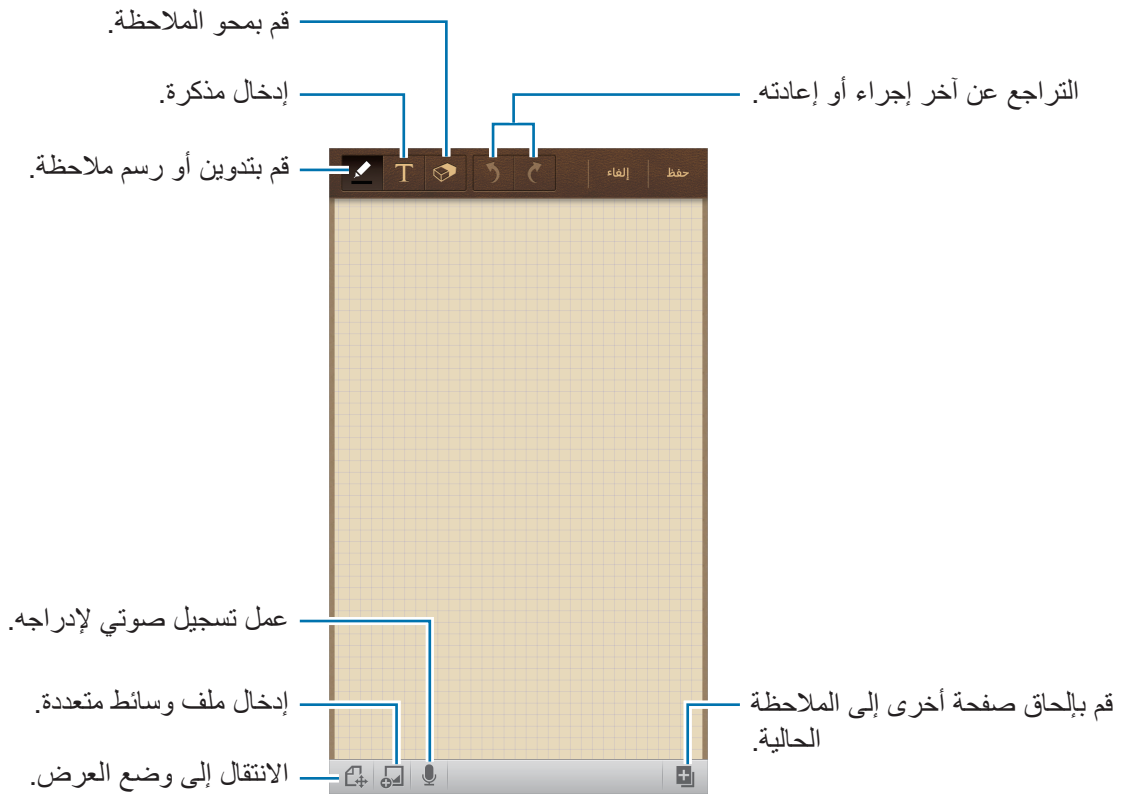 قم بمحو الملاحظة.
إدخال مذكرة.
التراجع عن آخر إجراء أو إعادته.
قم بتدوين أو رسم ملاحظة.
T
إلغاء
حفظ
عمل تسجيل صوتي لإدراجه.
إدخال ملف وسائط متعددة.
قم بإلحاق صفحة أخرى إلى الملاحظة
الحالية.
الانتقال إلى وضع العرض.